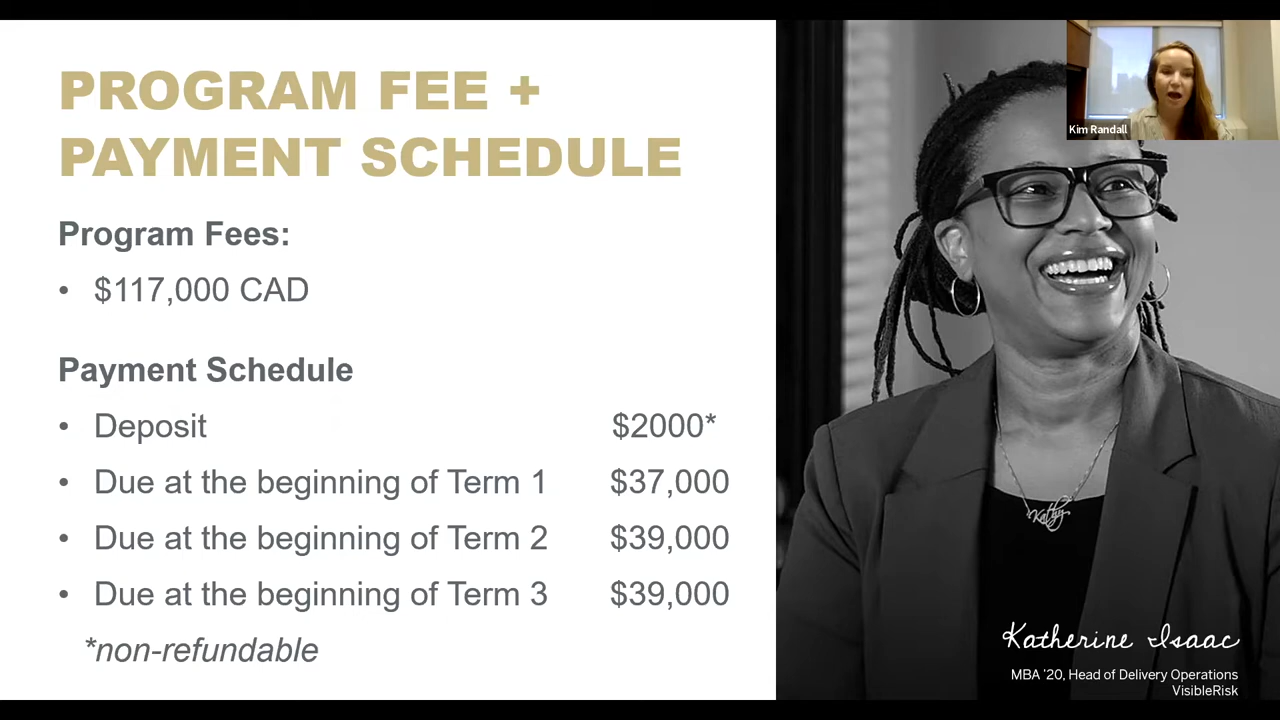 PROGRAM FEE +
PAYMENT SCHEDULE
Program Fees:
• $117,000 CAD
Payment Schedule
• Deposit $2000*
• Due at the beginning of Term 1 $37,000
• Due at the beginning of Term 2 $39,000
• Due at the beginning of Term 3 $39,000
*non-refundable
Kim Randall
Kathy
Katherine Isaac
MBA '20, Head of Delivery Operations
VisibleRisk